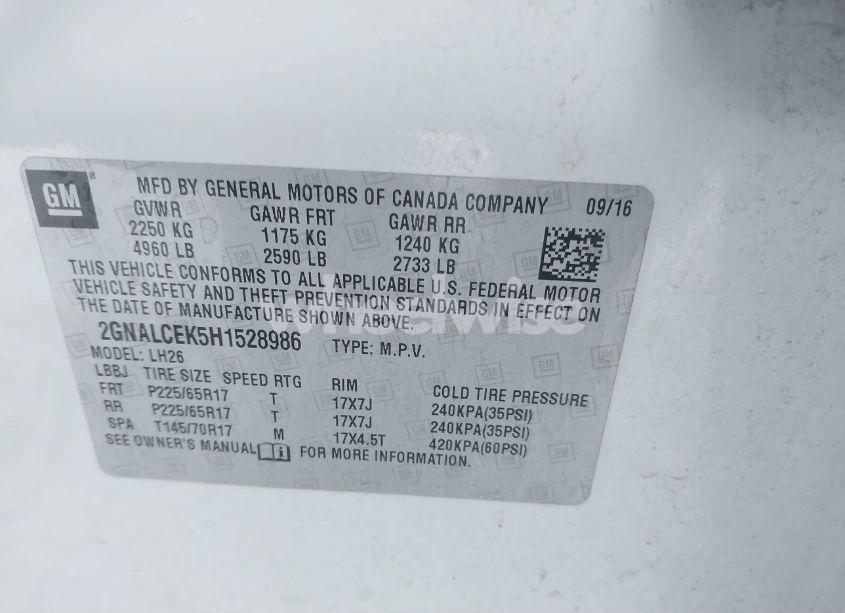 GM
MFD BY GENERAL MOTORS OF CANADA COMPANY 09/16
GVWR GAWR FRT GAWR RR
2250 KG 1175 KG 1240 KG
4960 LB 2590 LB 2733 LB
THIS VEHICLE CONFORMS TO ALL APPLICABLE U.S. FEDERAL MOTOR
VEHICLE SAFETY AND THEFT PREVENTION STANDARDS IN EFFECT ON
THE DATE OF MANUFACTURE SHOWN ABOVE.
wheelwise
2GNALCEK5H1528986 TYPE: M.P.V.
MODEL: LH26
LBBJ TIRE SIZE SPEED RTG RIM COLD TIRE PRESSURE
FRT P225/65R17 T 17X7J 240KPA(35PSI)
RR P225/65R17 T 17X7J 240KPA(35PSI)
SPA T145/70R17 M 17X4.5T 420KPA(60PSI)
SEE OWNER'S MANUAL FOR MORE INFORMATION.